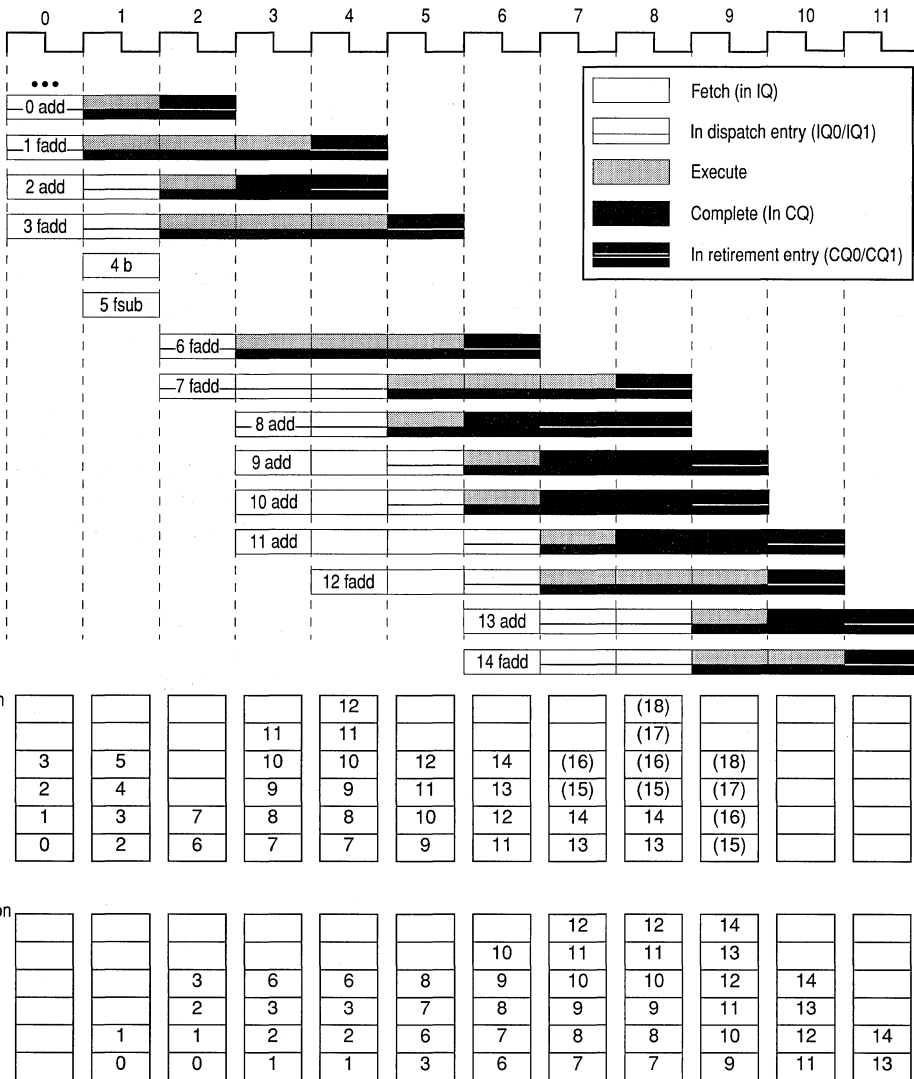 0 1 2 3 4 5 6 7 8 9 10 11
•••
Fetch (in IQ)
In dispatch entry (IQ0/IQ1)
Execute
Complete (In CQ)
In retirement entry (CQ0/CQ1)
0 add
1 fadd
2 add
3 fadd
4 b
5 fsub
6 fadd
7 fadd
8 add
9 add
10 add
11 add
12 fadd
13 add
14 fadd
n
12 (18)
11 11 (17)
3 5 10 10 12 14 (16) (16) (18)
2 4 9 9 11 13 (15) (15) (17)
1 3 7 8 8 10 12 14 14 (16)
0 2 6 7 7 9 11 13 13 (15)
on
12 12 14
10 11 11 13
3 6 6 8 9 10 10 12 14
2 3 3 7 8 9 9 11 13
1 1 2 2 6 7 8 8 10 12 14
0 0 1 1 3 6 7 7 9 11 13